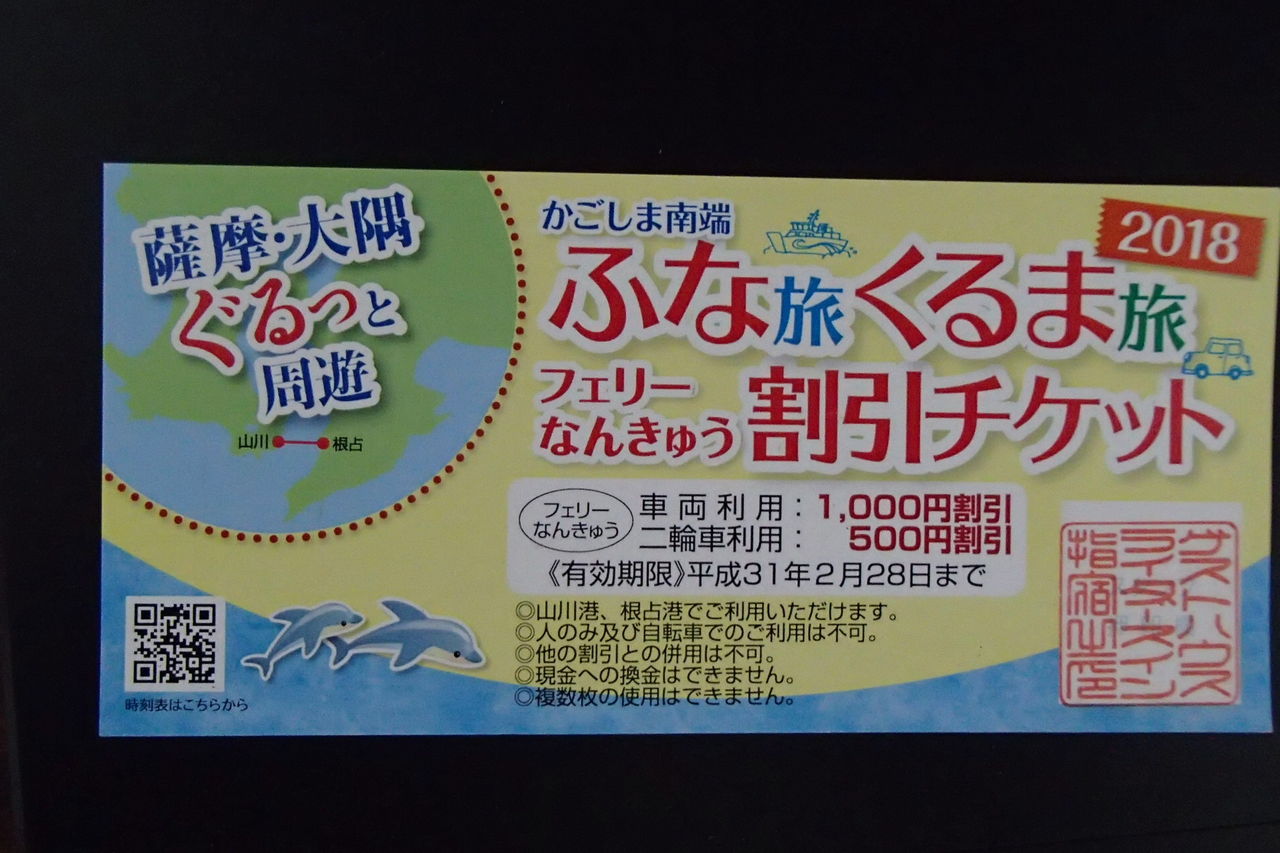 薩摩・大隅
ぐるっと
周遊
山川
根占
時刻表はこちらから
かごしま南端
2018
ふな旅くるま旅
フェリー
なんきゅう
割引チケット
フェリー
なんきゅう
車両利用：1,000円割引
二輪車利用：500円割引
《有効期限》平成31年2月28日まで
◎山川港、根占港でご利用いただけます。
◎人のみ及び自転車でのご利用は不可。
◎他の割引との併用は不可。
◎現金への換金はできません。
◎複数枚の使用はできません。
ゲストハウス
ライダースイン
指宿山店